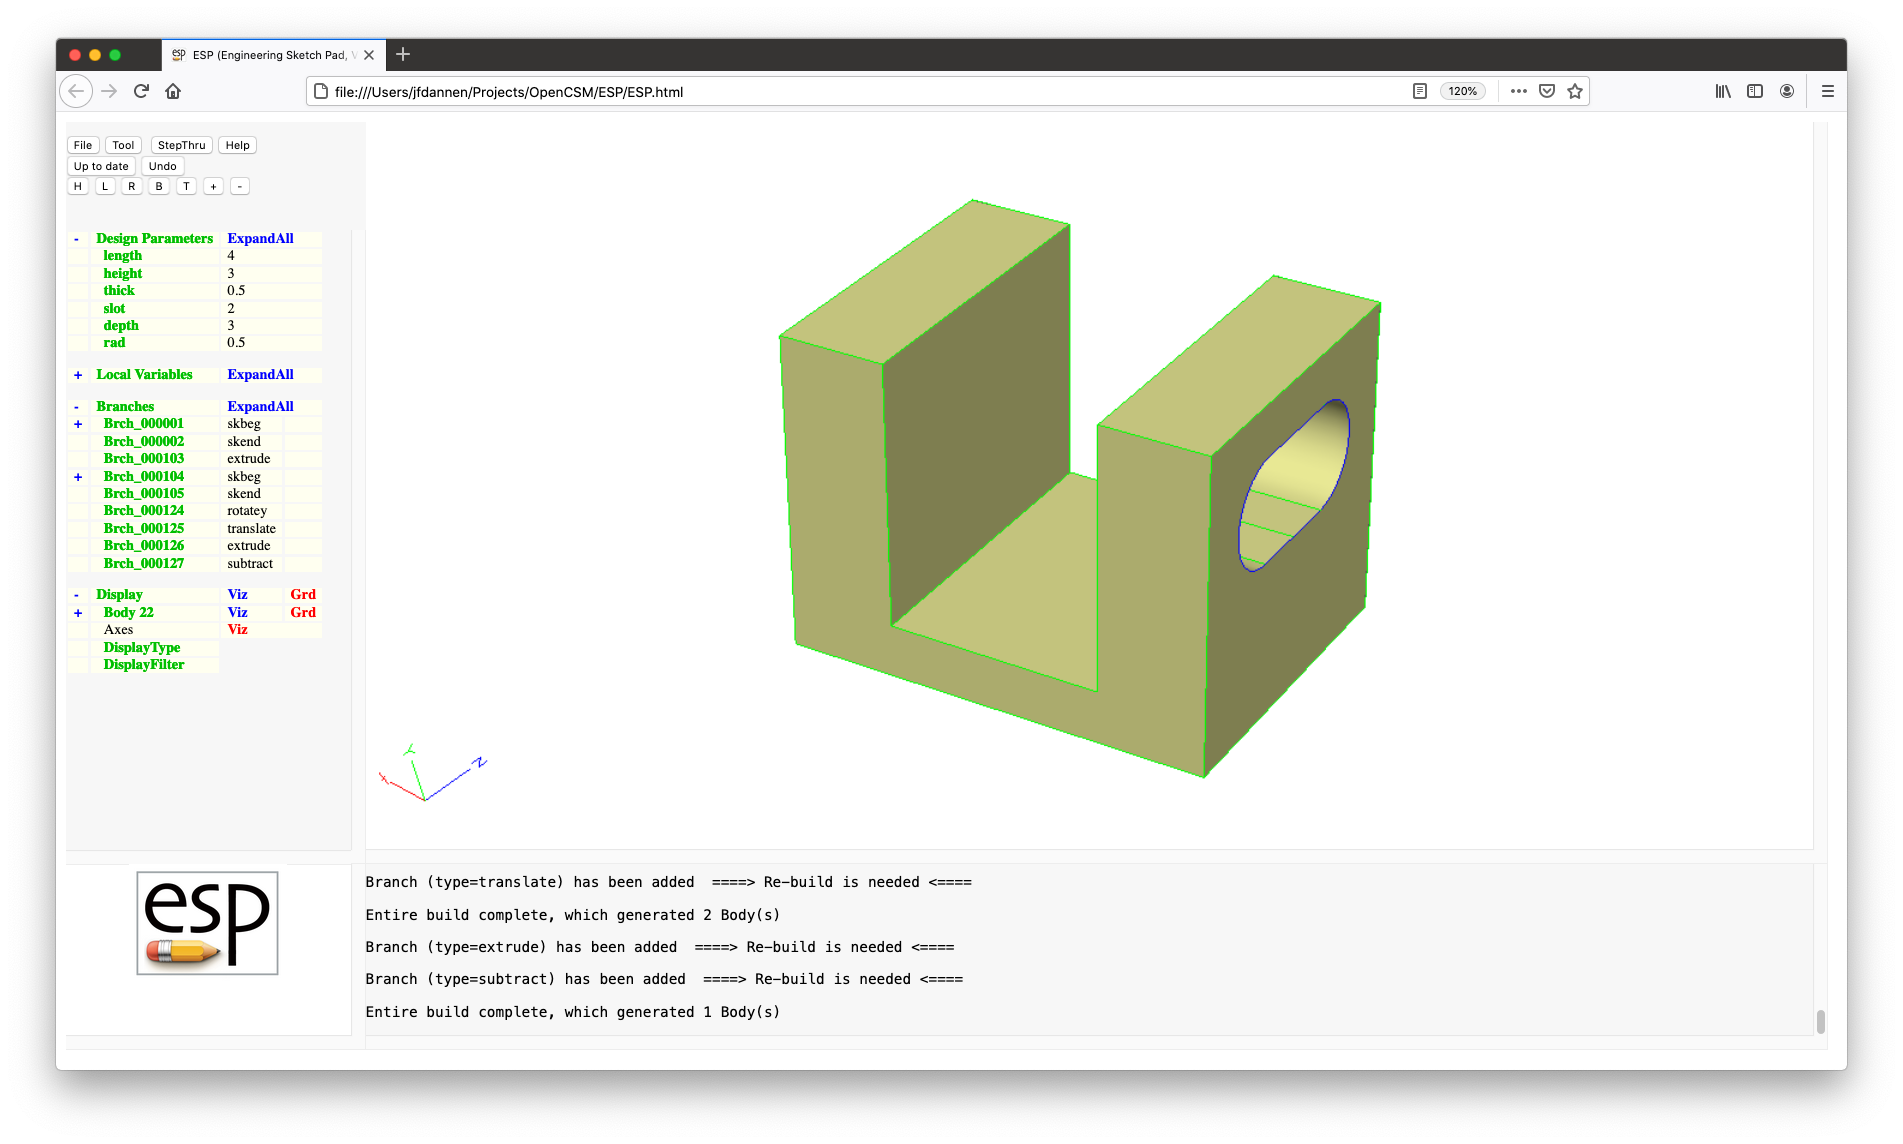 esp ESP (Engineering Sketch Pad, V
file:///Users/jfdannen/Projects/OpenCSM/ESP/ESP.html 120%
File Tool StepThru Help
Up to date Undo
H L R B T + -
- Design Parameters ExpandAll
length 4
height 3
thick 0.5
slot 2
depth 3
rad 0.5
+ Local Variables ExpandAll
- Branches ExpandAll
+ Brch_000001 skbeg
Brch_000002 skend
Brch_000103 extrude
+ Brch_000104 skbeg
Brch_000105 skend
Brch_000124 rotatey
Brch_000125 translate
Brch_000126 extrude
Brch_000127 subtract
- Display Viz Grd
+ Body 22 Viz Grd
Axes Viz
DisplayType
DisplayFilter
X Y Z
esp
Branch (type=translate) has been added ====> Re-build is needed <====
Entire build complete, which generated 2 Body(s)
Branch (type=extrude) has been added ====> Re-build is needed <====
Branch (type=subtract) has been added ====> Re-build is needed <====
Entire build complete, which generated 1 Body(s)